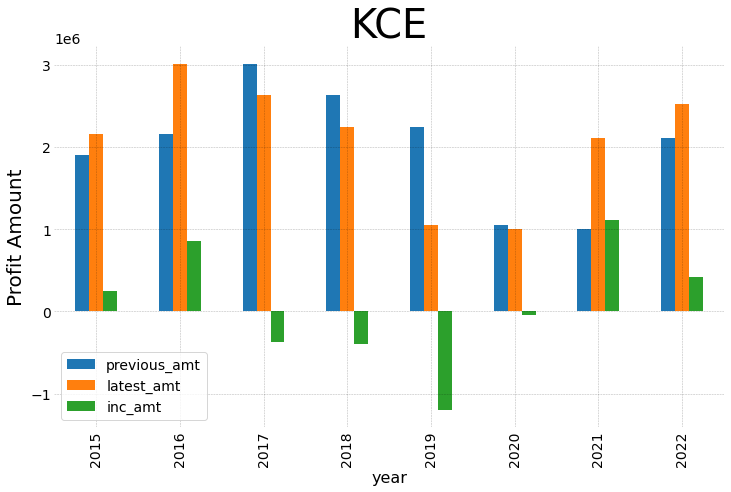 KCE
1e6
3
2
1
0
−1
Profit Amount
previous_amt
latest_amt
inc_amt
2015
2016
2017
2018
2019
2020
2021
2022
year